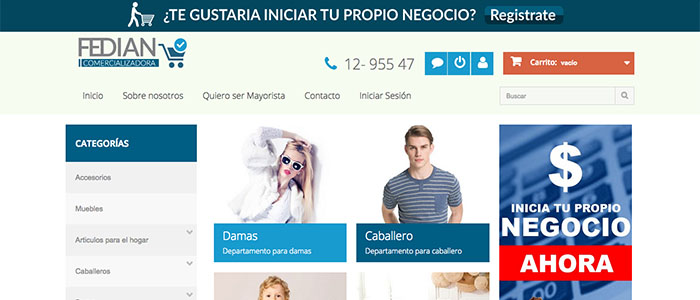 ¿TE GUSTARIA INICIAR TU PROPIO NEGOCIO? Registrate
FEDIAN
COMERCIALIZADORA
12- 955 47
Carrito: vacío
Inicio Sobre nosotros Quiero ser Mayorista Contacto Iniciar Sesión
Buscar
CATEGORÍAS
Accesorios
Muebles
Articulos para el hogar
Caballeros
Damas
Departamento para damas
Caballero
Departamento para caballero
$
INICIA TU PROPIO
NEGOCIO
AHORA